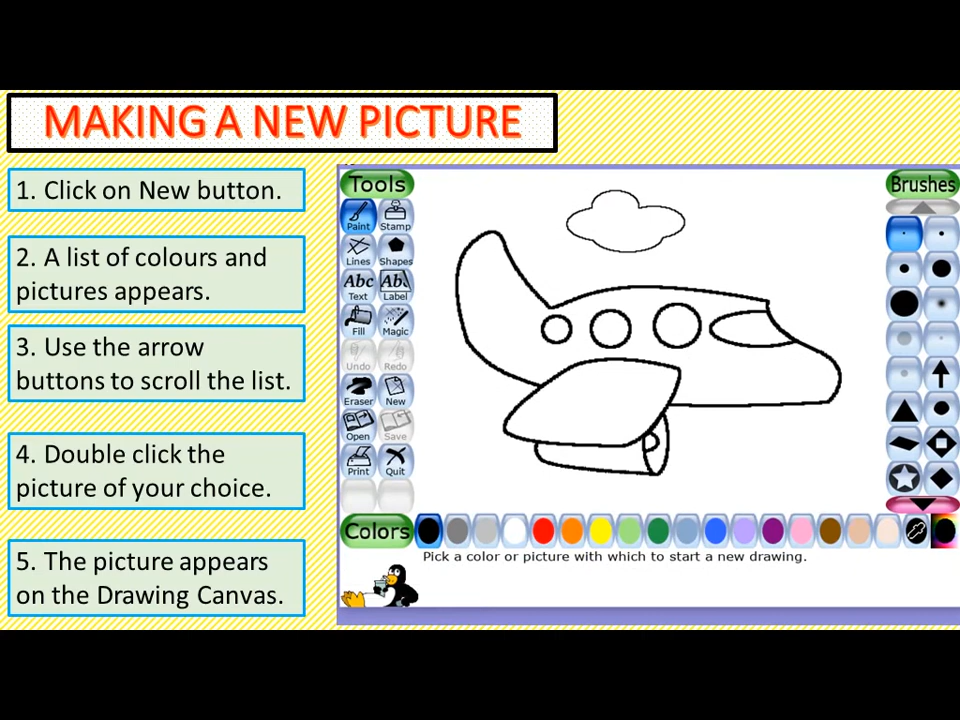 MAKING A NEW PICTURE
1. Click on New button.
2. A list of colours and
pictures appears.
3. Use the arrow
buttons to scroll the list.
4. Double click the
picture of your choice.
5. The picture appears
on the Drawing Canvas.
Tools
Paint Stamp
Lines Shapes
Abc Abc
Text Label
Fill Magic
Undo Redo
Eraser New
Open Save
Print Quit
Brushes
Colors
Pick a color or picture with which to start a new drawing.